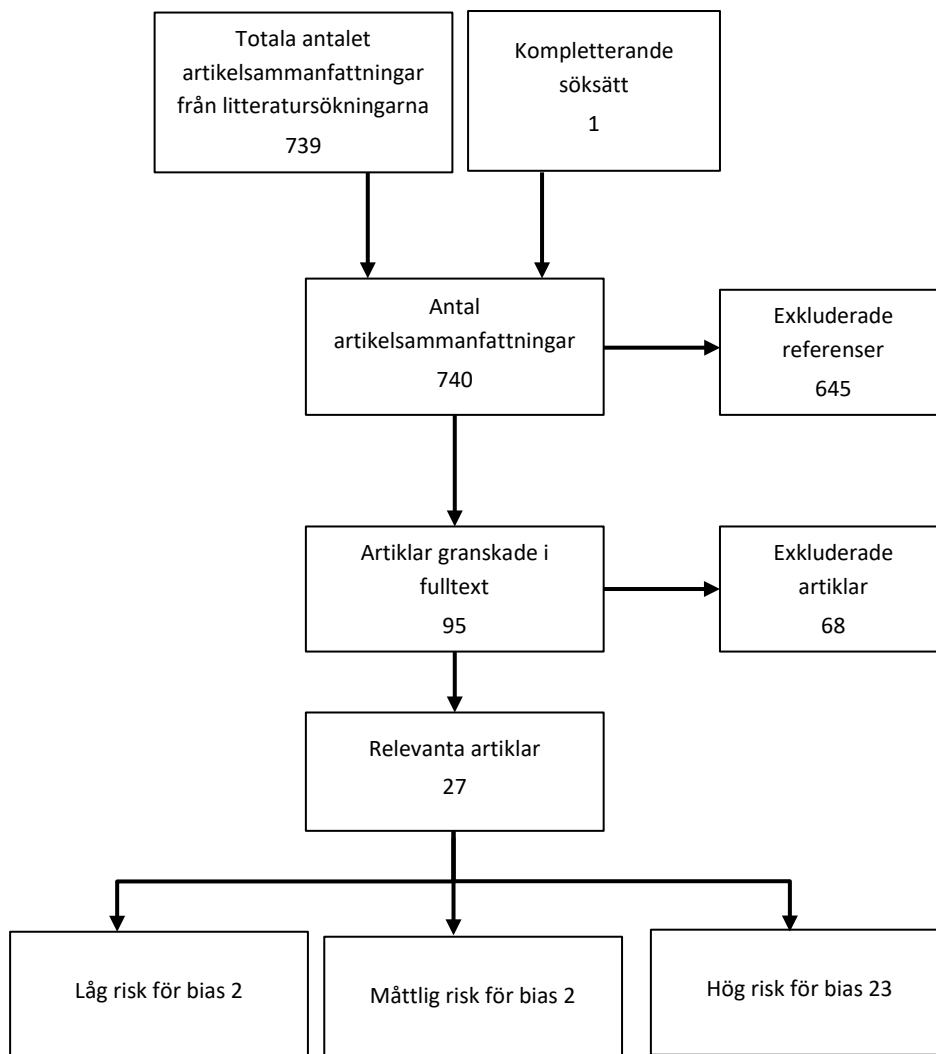 Totala antalet
artikelsammanfattningar
från litteratursökningarna
739
Kompletterande
söksätt
1
Antal
artikelsammanfattningar
740
Exkluderade
referenser
645
Artiklar granskade i
fulltext
95
Exkluderade
artiklar
68
Relevanta artiklar
27
Låg risk för bias 2
Måttlig risk för bias 2
Hög risk för bias 23